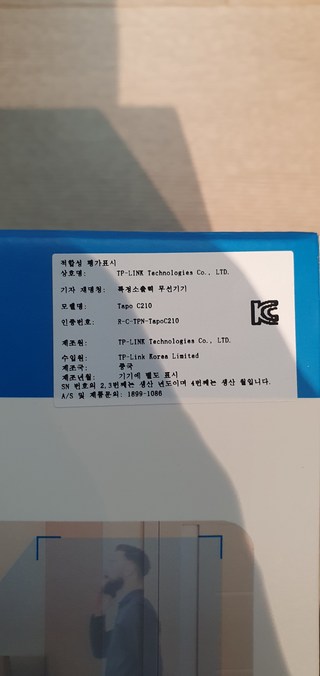 적합성 평가표시
상호명: TP-LINK Technologies Co., LTD.
기자재명칭: 특정소출력 무선기기
모델명: Tapo C210
인증번호: R-C-TPN-TapoC210
제조원: TP-LINK Technologies Co., LTD.
수입원: TP-Link Korea Limited
제조국: 중국
제조년월: 기기에 별도 표시
SN 번호의 2,3번째는 생산 년도이며 4번째는 생산 월입니다.
A/S 및 제품문의: 1899-1086